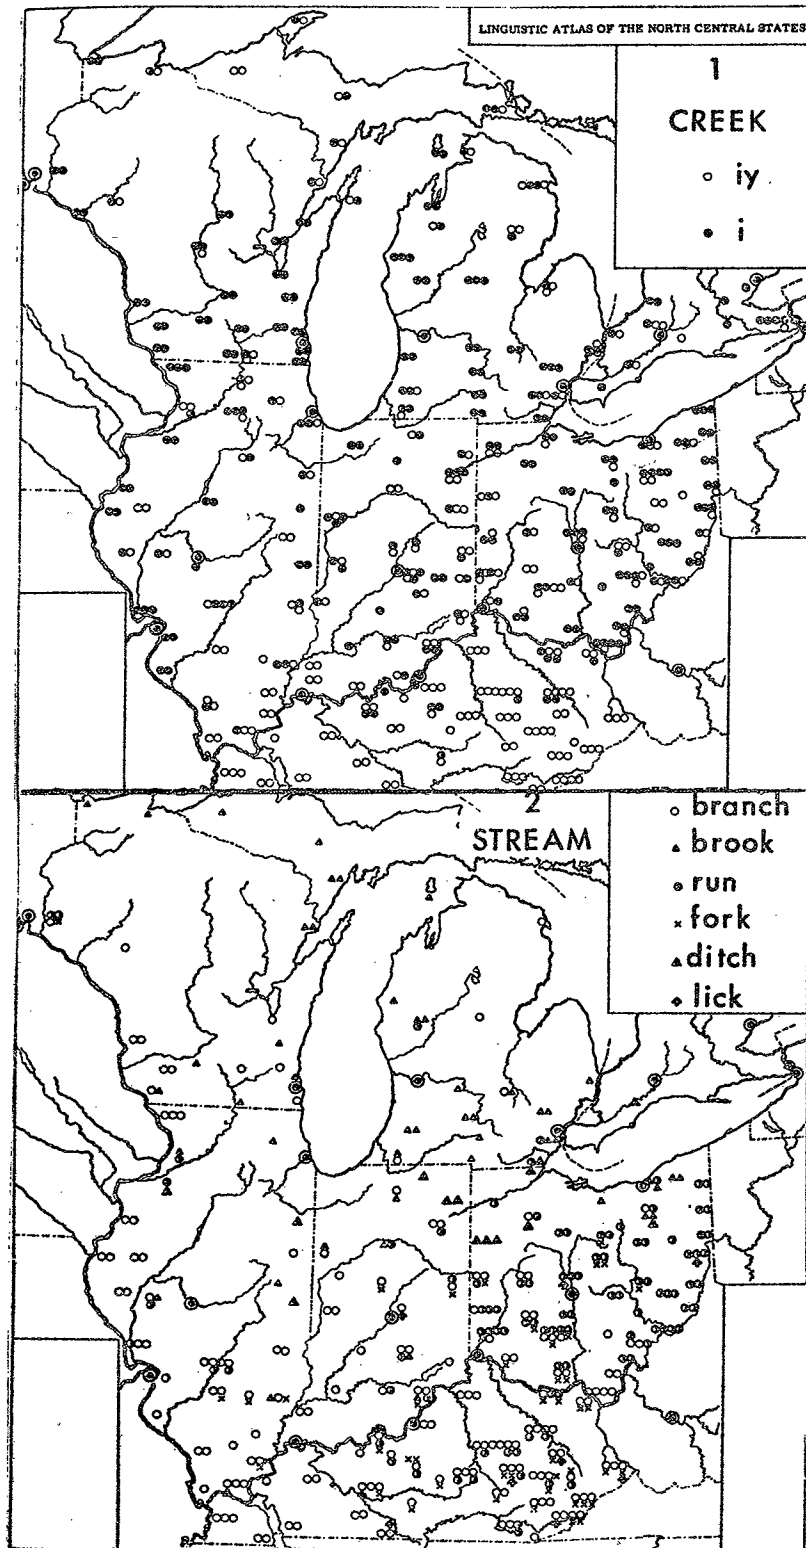 LINGUISTIC ATLAS OF THE NORTH CENTRAL STATES
1
CREEK
iy
i
2
STREAM
branch
brook
run
fork
ditch
lick